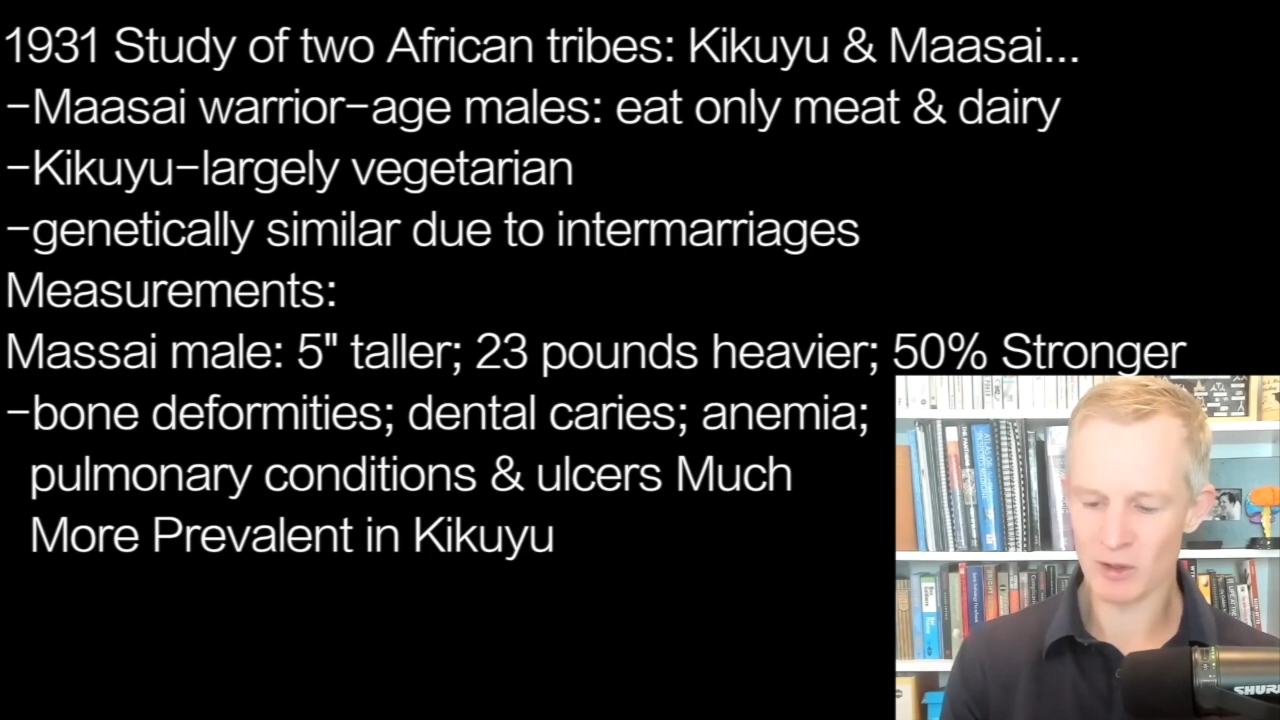 1931 Study of two African tribes: Kikuyu & Maasai...
-Maasai warrior-age males: eat only meat & dairy
-Kikuyu-largely vegetarian
-genetically similar due to intermarriages
Measurements:
Massai male: 5" taller; 23 pounds heavier; 50% Stronger
-bone deformities; dental caries; anemia;
pulmonary conditions & ulcers Much
More Prevalent in Kikuyu
SHURE